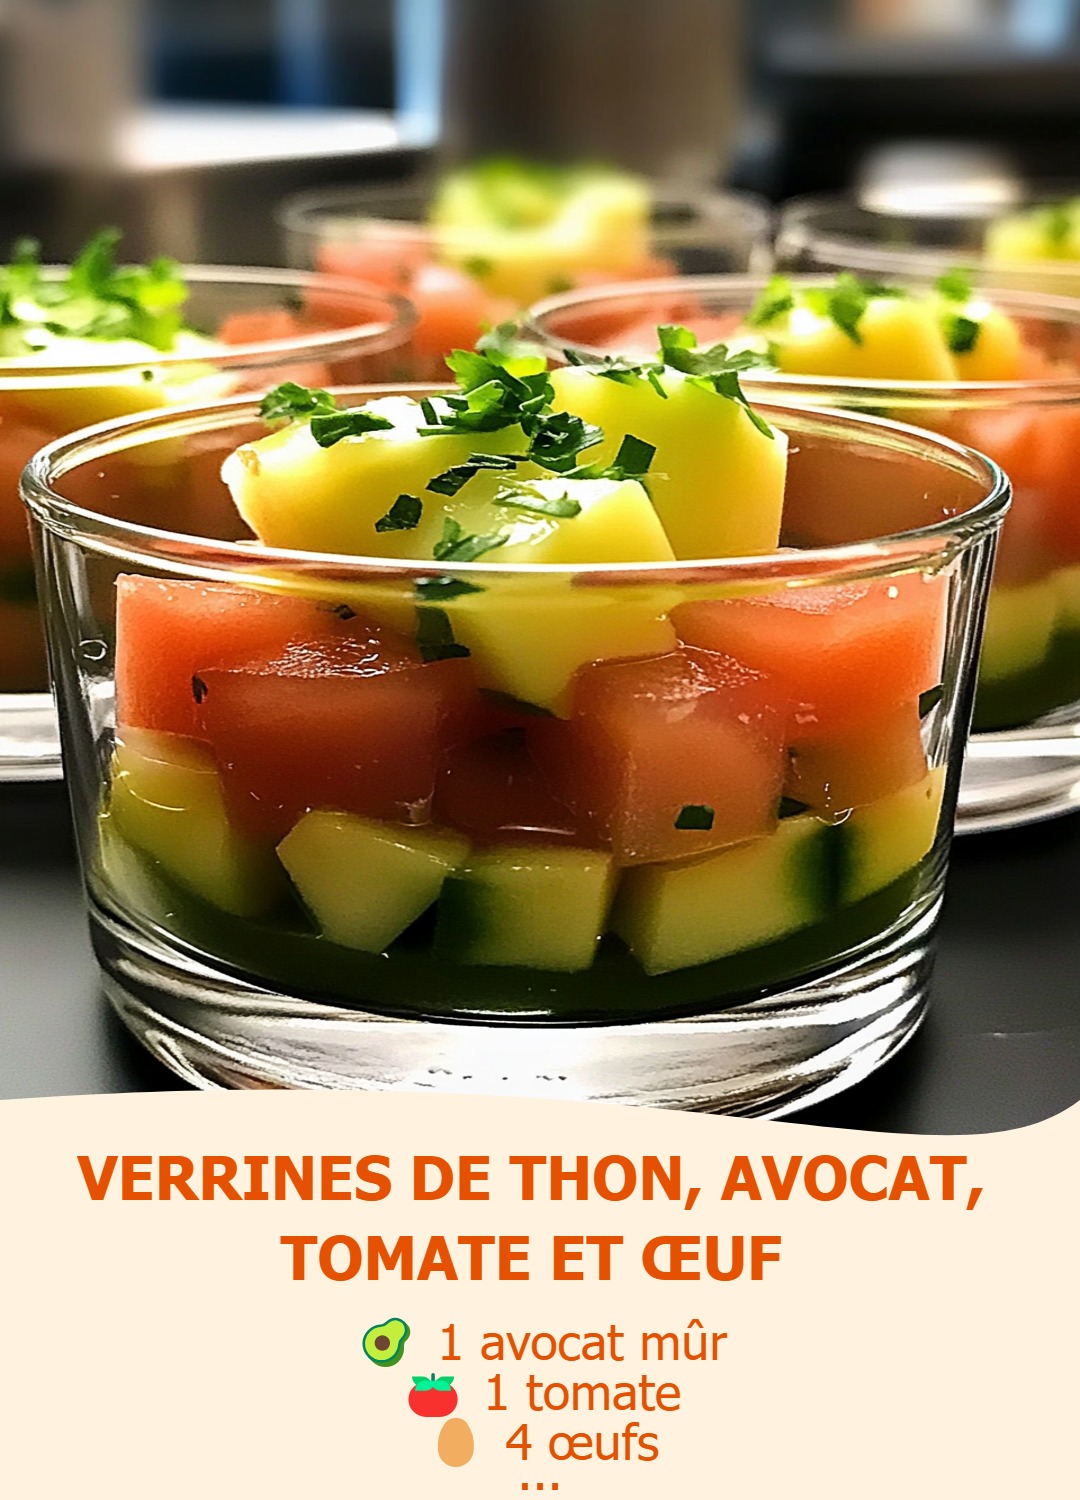 VERRINES DE THON, AVOCAT,
TOMATE ET ŒUF
1 avocat mûr
1 tomate
4 œufs
...